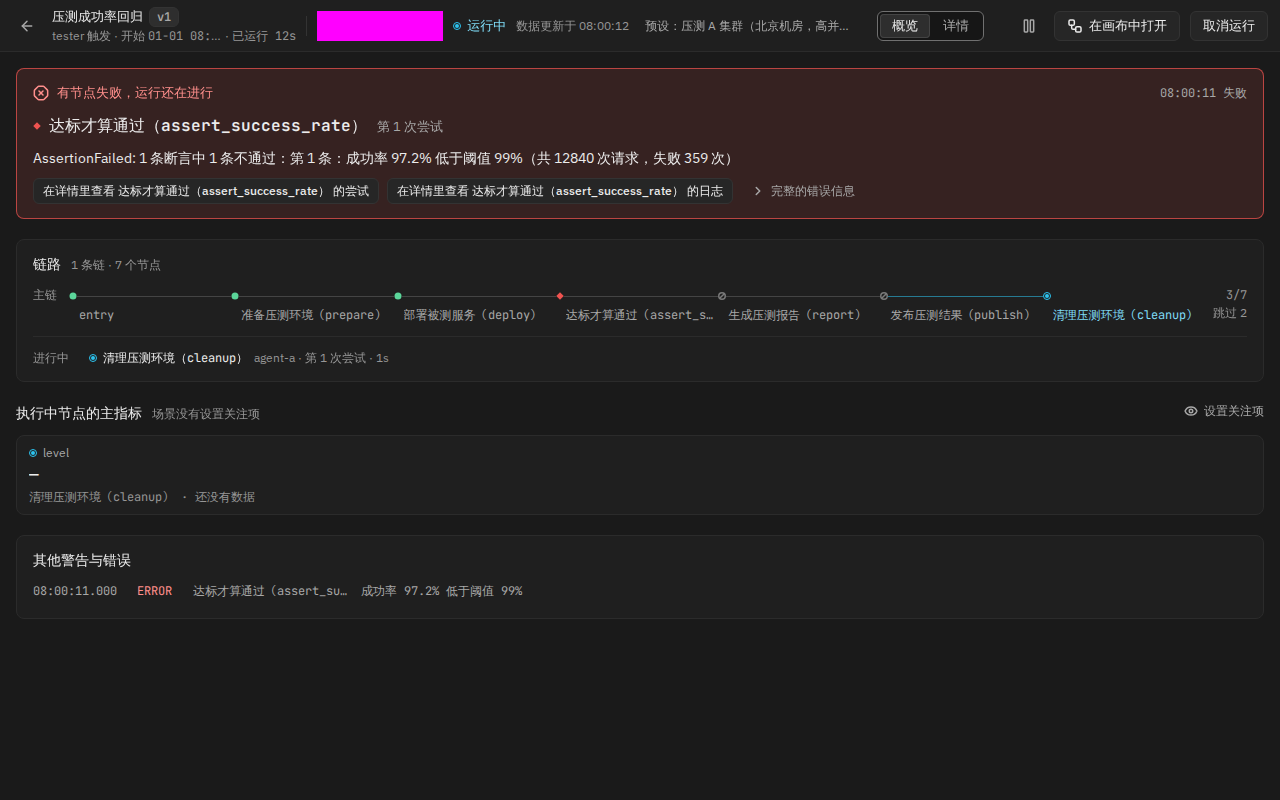 压测成功率回归 v1
tester 触发 · 开始 01-01 08:… · 已运行 12s
运行中 数据更新于 08:00:12 预设：压测 A 集群（北京机房，高并…
概览 详情
在画布中打开
取消运行
有节点失败，运行还在进行
08:00:11 失败
达标才算通过（assert_success_rate） 第 1 次尝试
AssertionFailed: 1 条断言中 1 条不通过：第 1 条：成功率 97.2% 低于阈值 99%（共 12840 次请求，失败 359 次）
在详情里查看 达标才算通过（assert_success_rate） 的尝试
在详情里查看 达标才算通过（assert_success_rate） 的日志
完整的错误信息
链路 1 条链 · 7 个节点
主链
3/7
entry
准备压测环境（prepare）
部署被测服务（deploy）
达标才算通过（assert_s…
生成压测报告（report）
发布压测结果（publish）
清理压测环境（cleanup）
跳过 2
进行中 清理压测环境（cleanup） agent-a · 第 1 次尝试 · 1s
执行中节点的主指标 场景没有设置关注项
设置关注项
level
—
清理压测环境（cleanup） · 还没有数据
其他警告与错误
08:00:11.000 ERROR 达标才算通过（assert_su… 成功率 97.2% 低于阈值 99%